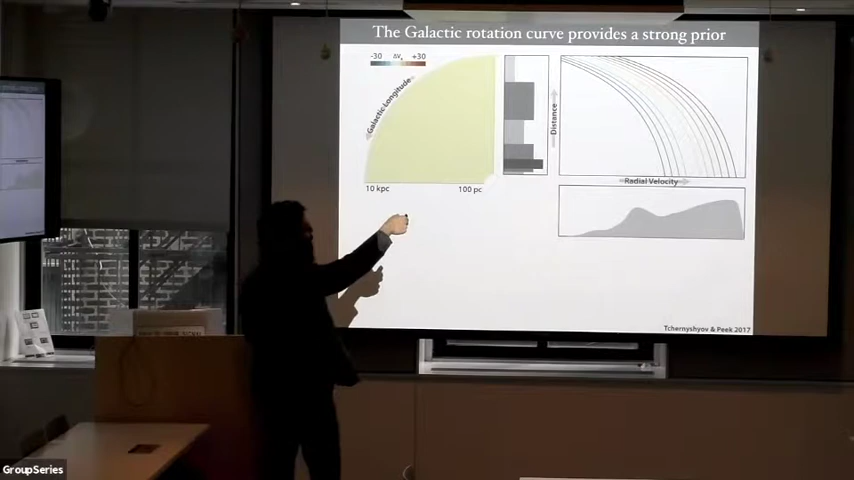 The Galactic rotation curve provides a strong prior
-30 ΔVr +30
Galactic Longitude
Distance
10 kpc
100 pc
Radial Velocity
Tchernyshyov & Peek 2017
GroupSeries